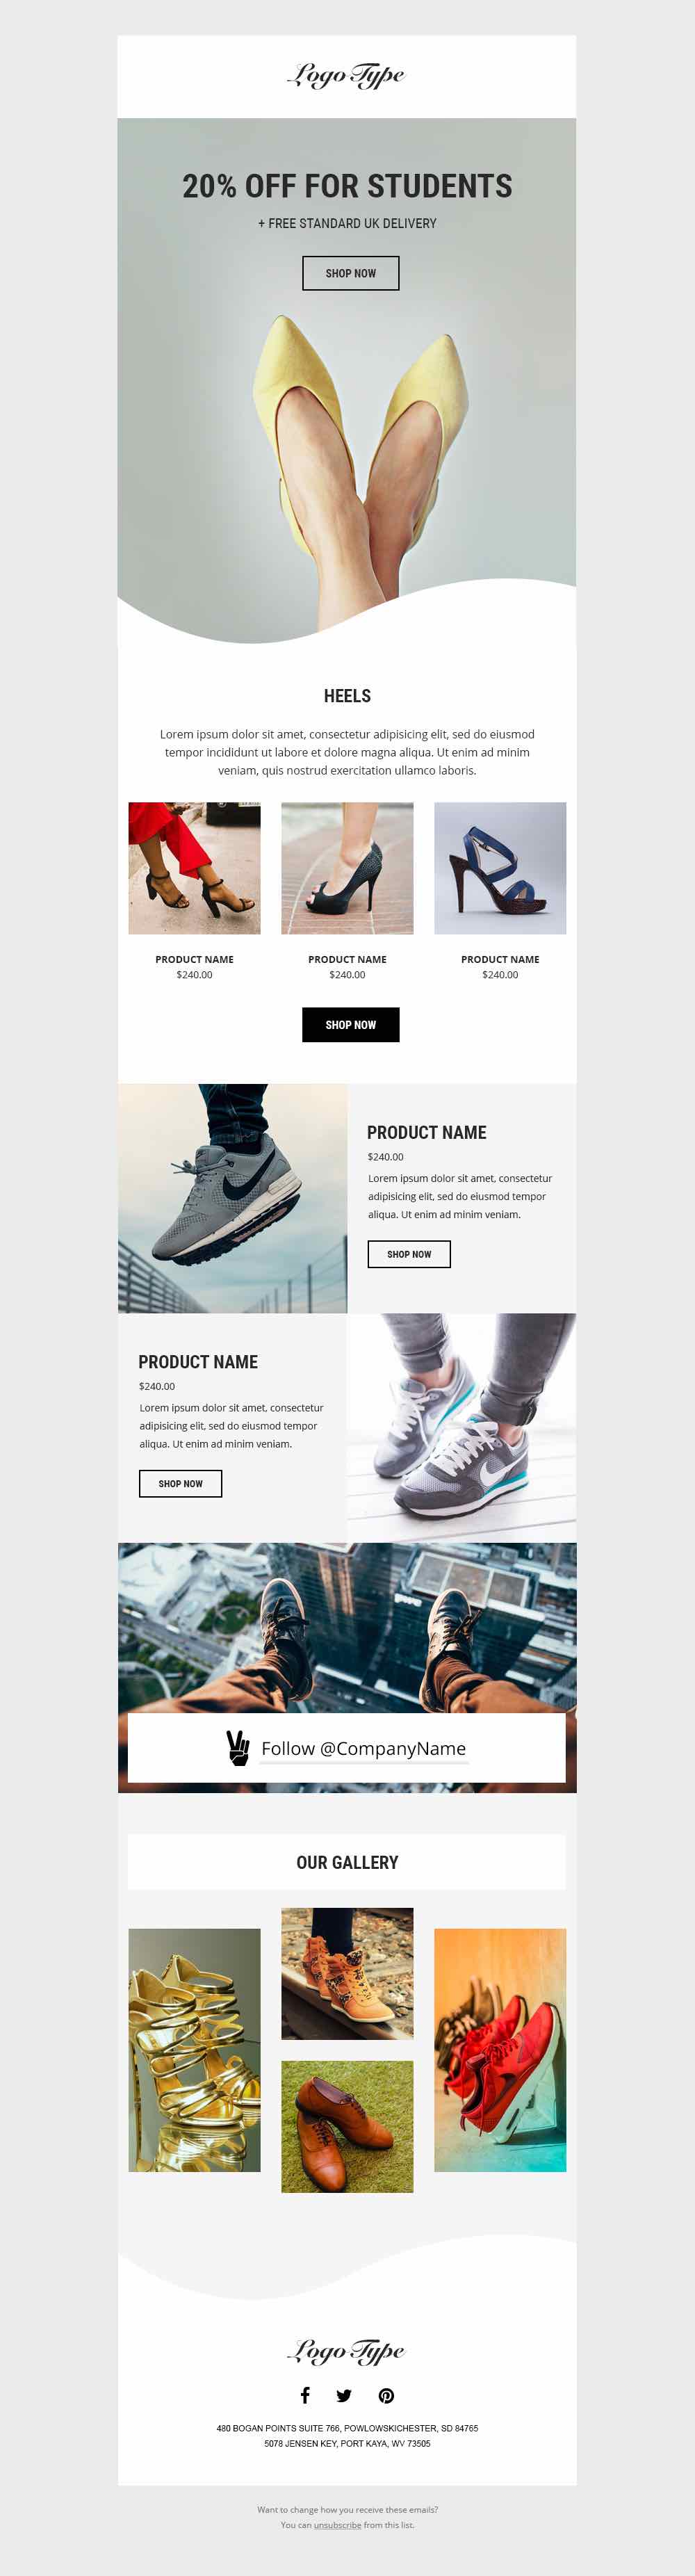 Logo Type
20% OFF FOR STUDENTS
+ FREE STANDARD UK DELIVERY
SHOP NOW
HEELS
Lorem ipsum dolor sit amet, consectetur adipisicing elit, sed do eiusmod
tempor incididunt ut labore et dolore magna aliqua. Ut enim ad minim
veniam, quis nostrud exercitation ullamco laboris.
PRODUCT NAME
$240.00
PRODUCT NAME
$240.00
PRODUCT NAME
$240.00
SHOP NOW
PRODUCT NAME
$240.00
Lorem ipsum dolor sit amet, consectetur
adipisicing elit, sed do eiusmod tempor
aliqua. Ut enim ad minim veniam.
SHOP NOW
PRODUCT NAME
$240.00
Lorem ipsum dolor sit amet, consectetur
adipisicing elit, sed do eiusmod tempor
aliqua. Ut enim ad minim veniam.
SHOP NOW
Follow @CompanyName
OUR GALLERY
Logo Type
480 BOGAN POINTS SUITE 766, POWLOWSKICHESTER, SD 84765
5078 JENSEN KEY, PORT KAYA, WV 73505
Want to change how you receive these emails?
You can unsubscribe from this list.